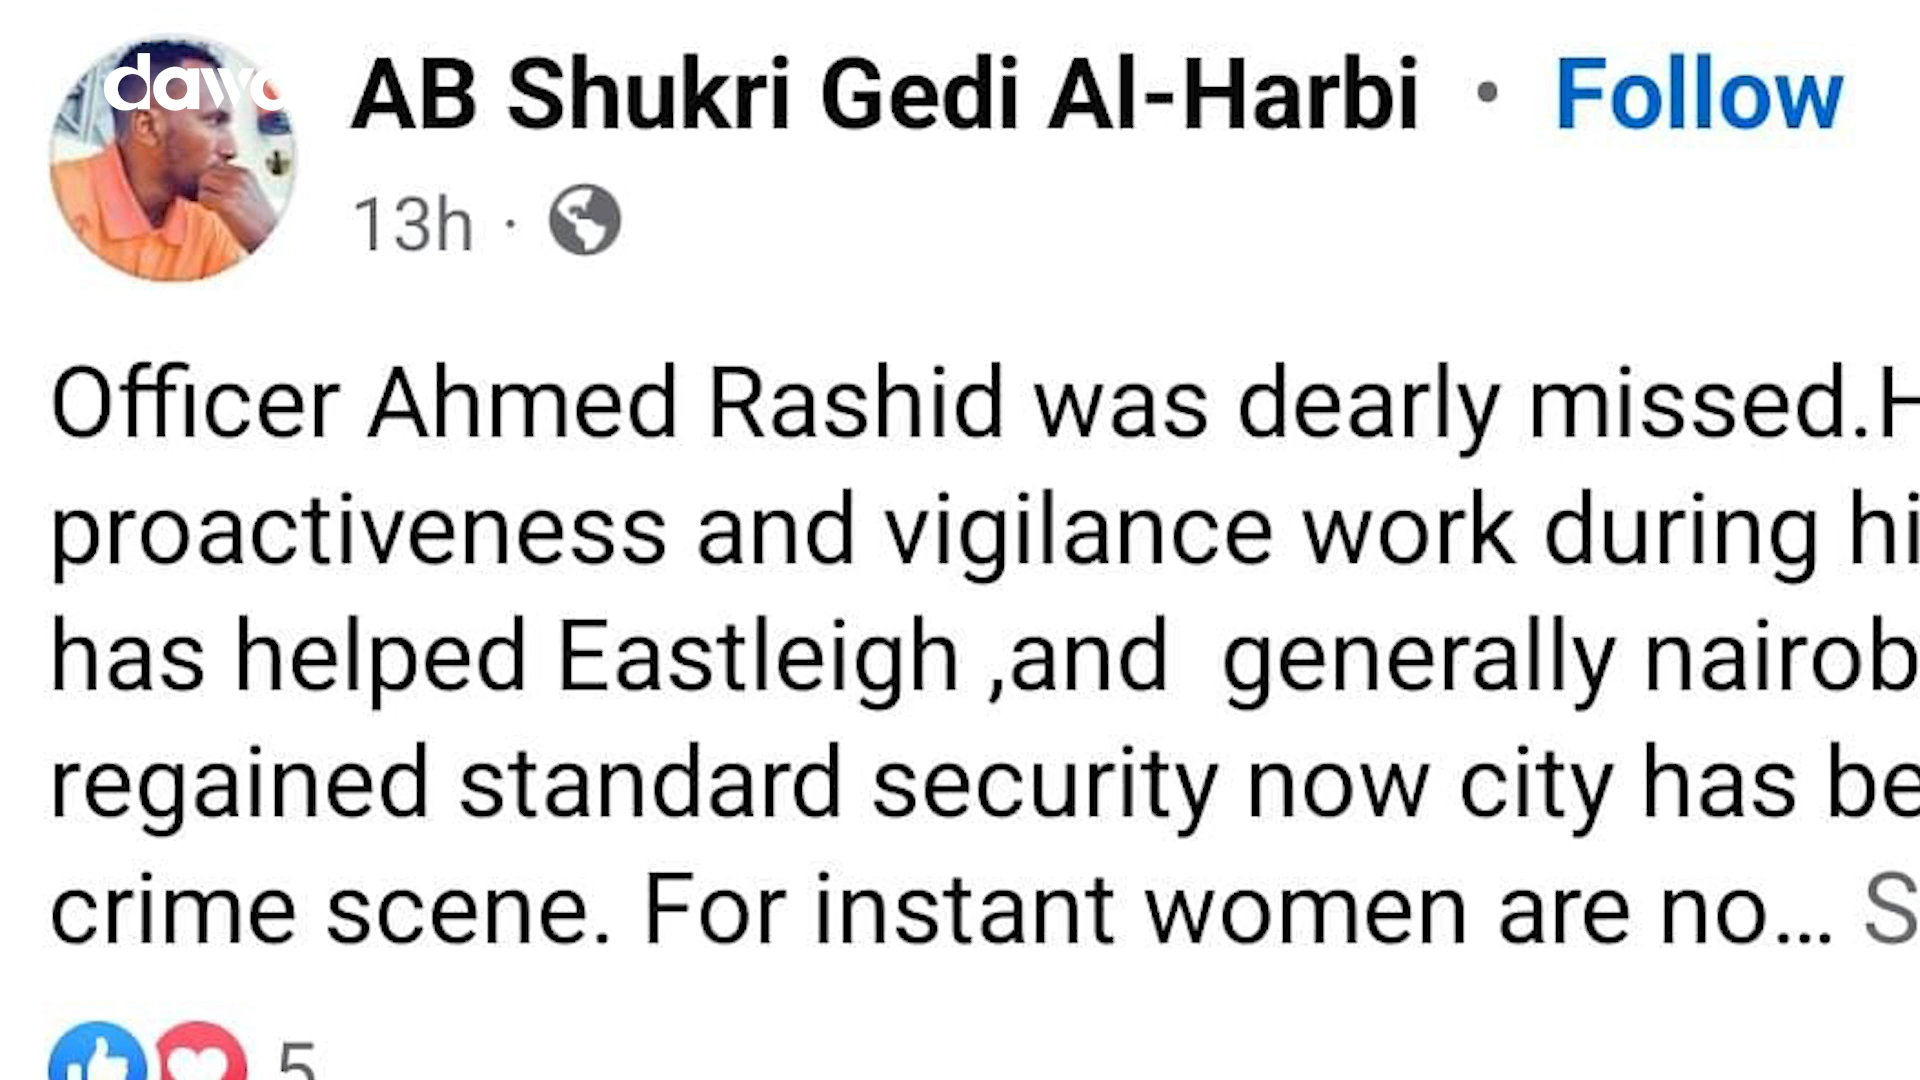 AB Shukri Gedi Al-Harbi • Follow
13h ·
Officer Ahmed Rashid was dearly missed.
proactiveness and vigilance work during
has helped Eastleigh ,and generally
regained standard security now city has
crime scene. For instant women are no...
5